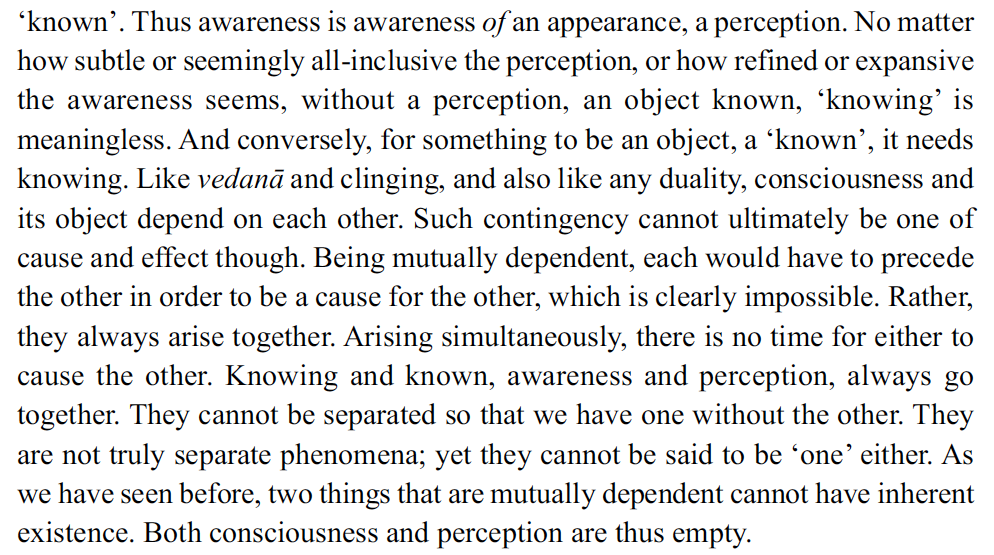 ‘known’. Thus awareness is awareness of an appearance, a perception. No matter
how subtle or seemingly all-inclusive the perception, or how refined or expansive
the awareness seems, without a perception, an object known, ‘knowing’ is
meaningless. And conversely, for something to be an object, a ‘known’, it needs
knowing. Like vedanā and clinging, and also like any duality, consciousness and
its object depend on each other. Such contingency cannot ultimately be one of
cause and effect though. Being mutually dependent, each would have to precede
the other in order to be a cause for the other, which is clearly impossible. Rather,
they always arise together. Arising simultaneously, there is no time for either to
cause the other. Knowing and known, awareness and perception, always go
together. They cannot be separated so that we have one without the other. They
are not truly separate phenomena; yet they cannot be said to be ‘one’ either. As
we have seen before, two things that are mutually dependent cannot have inherent
existence. Both consciousness and perception are thus empty.